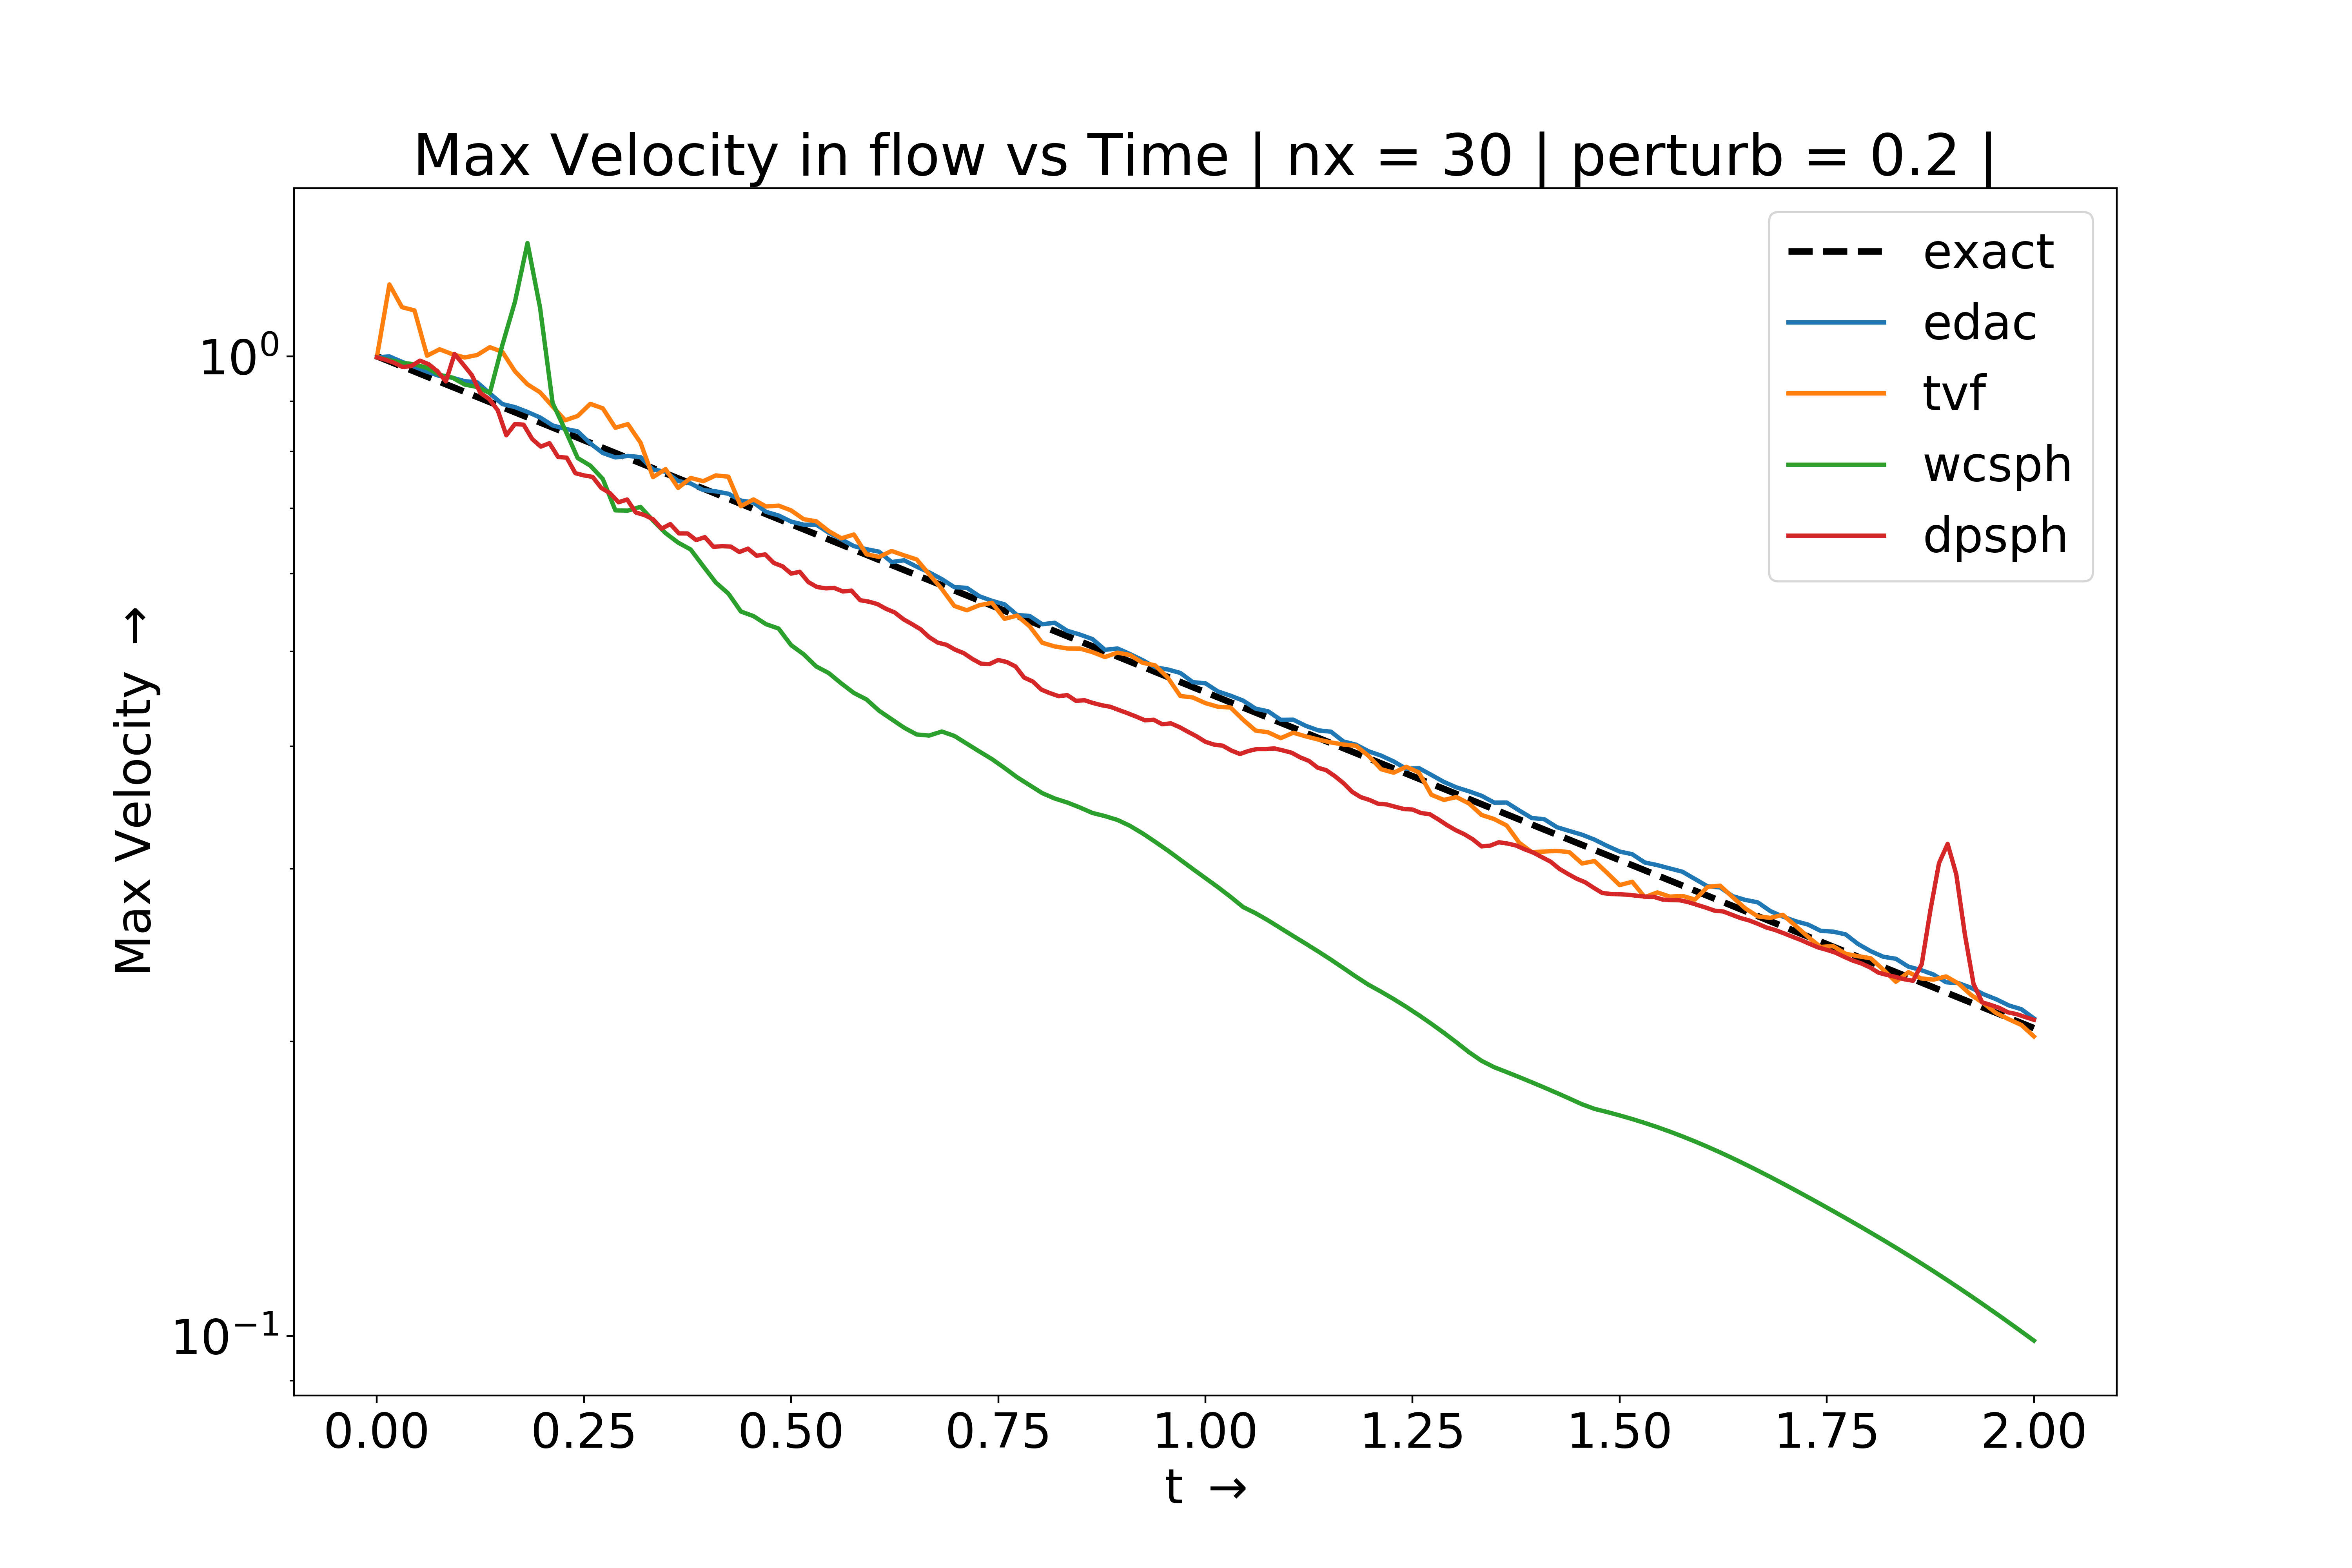 Max Velocity in flow vs Time | nx = 30 | perturb = 0.2 |
exact
edac
tvf
wcsph
dpsph
Max Velocity →
10⁰
10⁻¹
0.00 0.25 0.50 0.75 1.00 1.25 1.50 1.75 2.00
t →